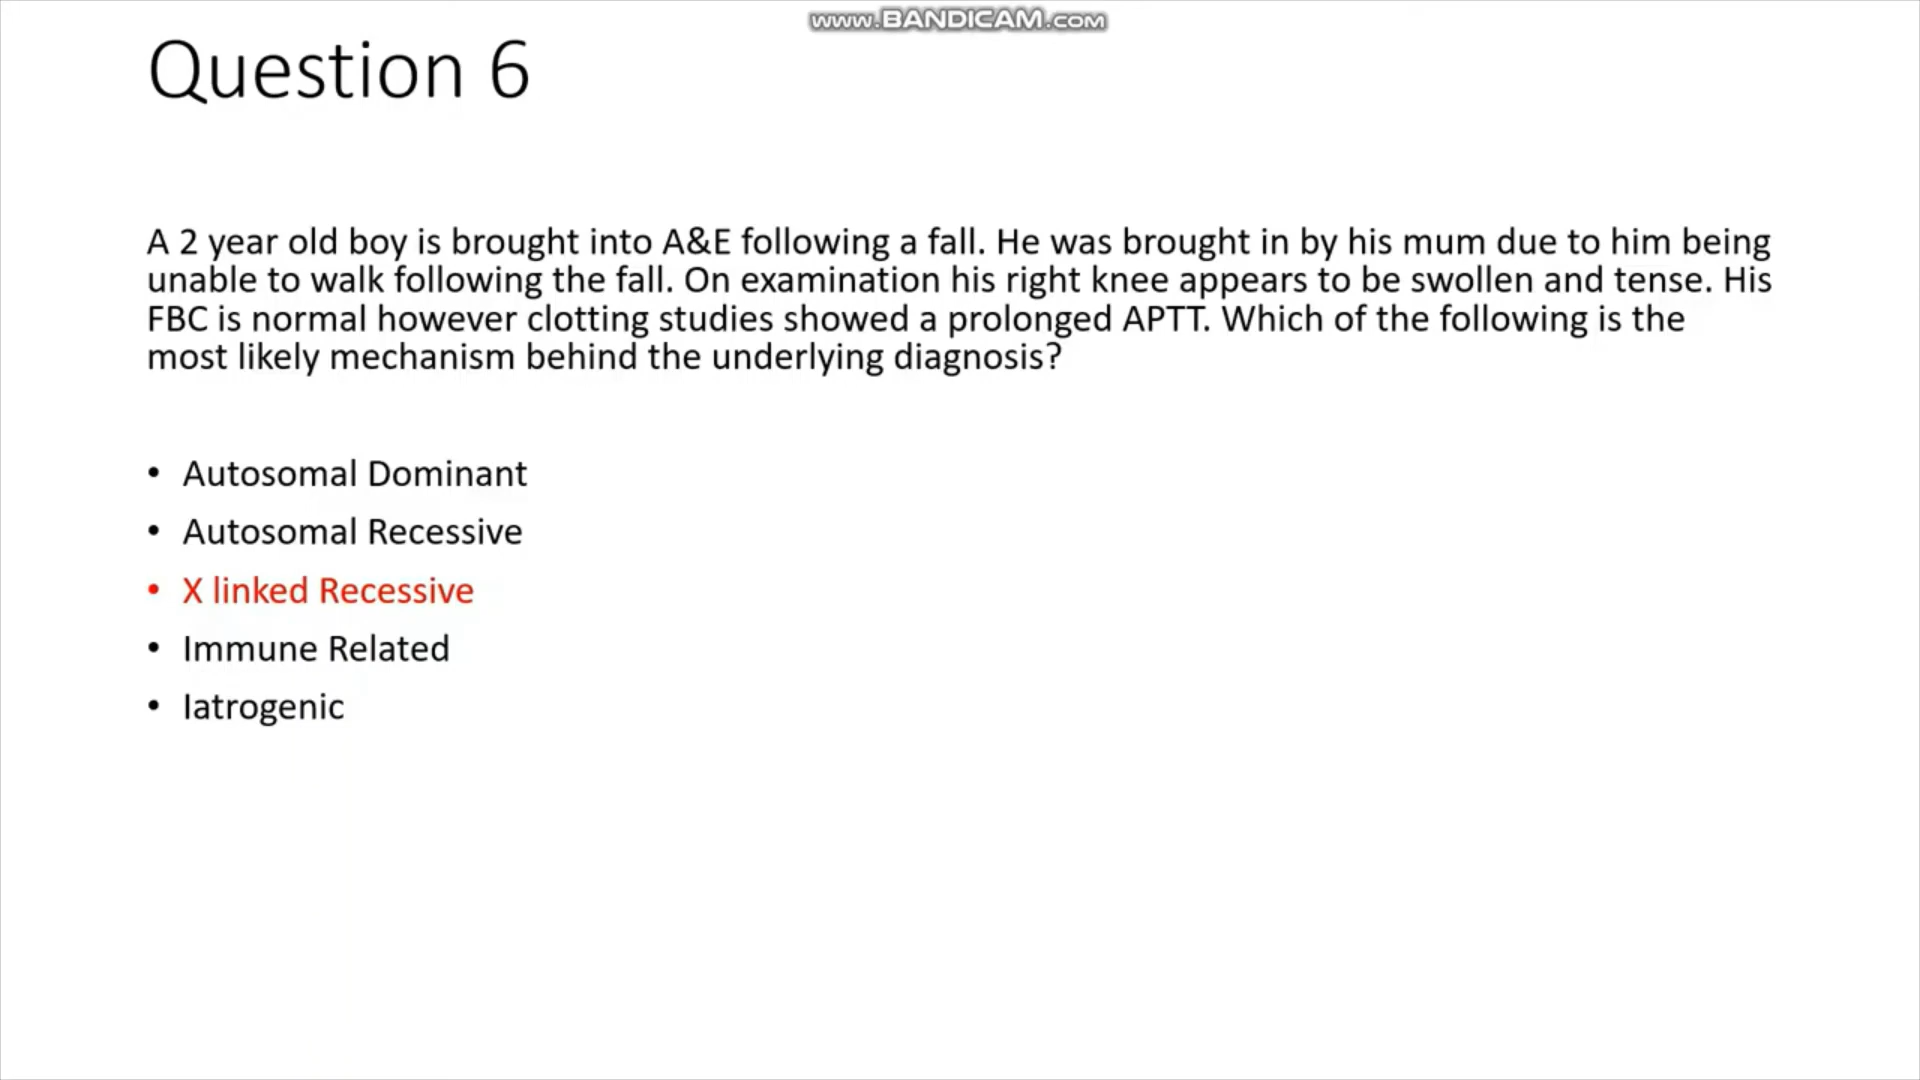 www.BANDICAM.com
Question 6
A 2 year old boy is brought into A&E following a fall. He was brought in by his mum due to him being
unable to walk following the fall. On examination his right knee appears to be swollen and tense. His
FBC is normal however clotting studies showed a prolonged APTT. Which of the following is the
most likely mechanism behind the underlying diagnosis?
• Autosomal Dominant
• Autosomal Recessive
• X linked Recessive
• Immune Related
• Iatrogenic